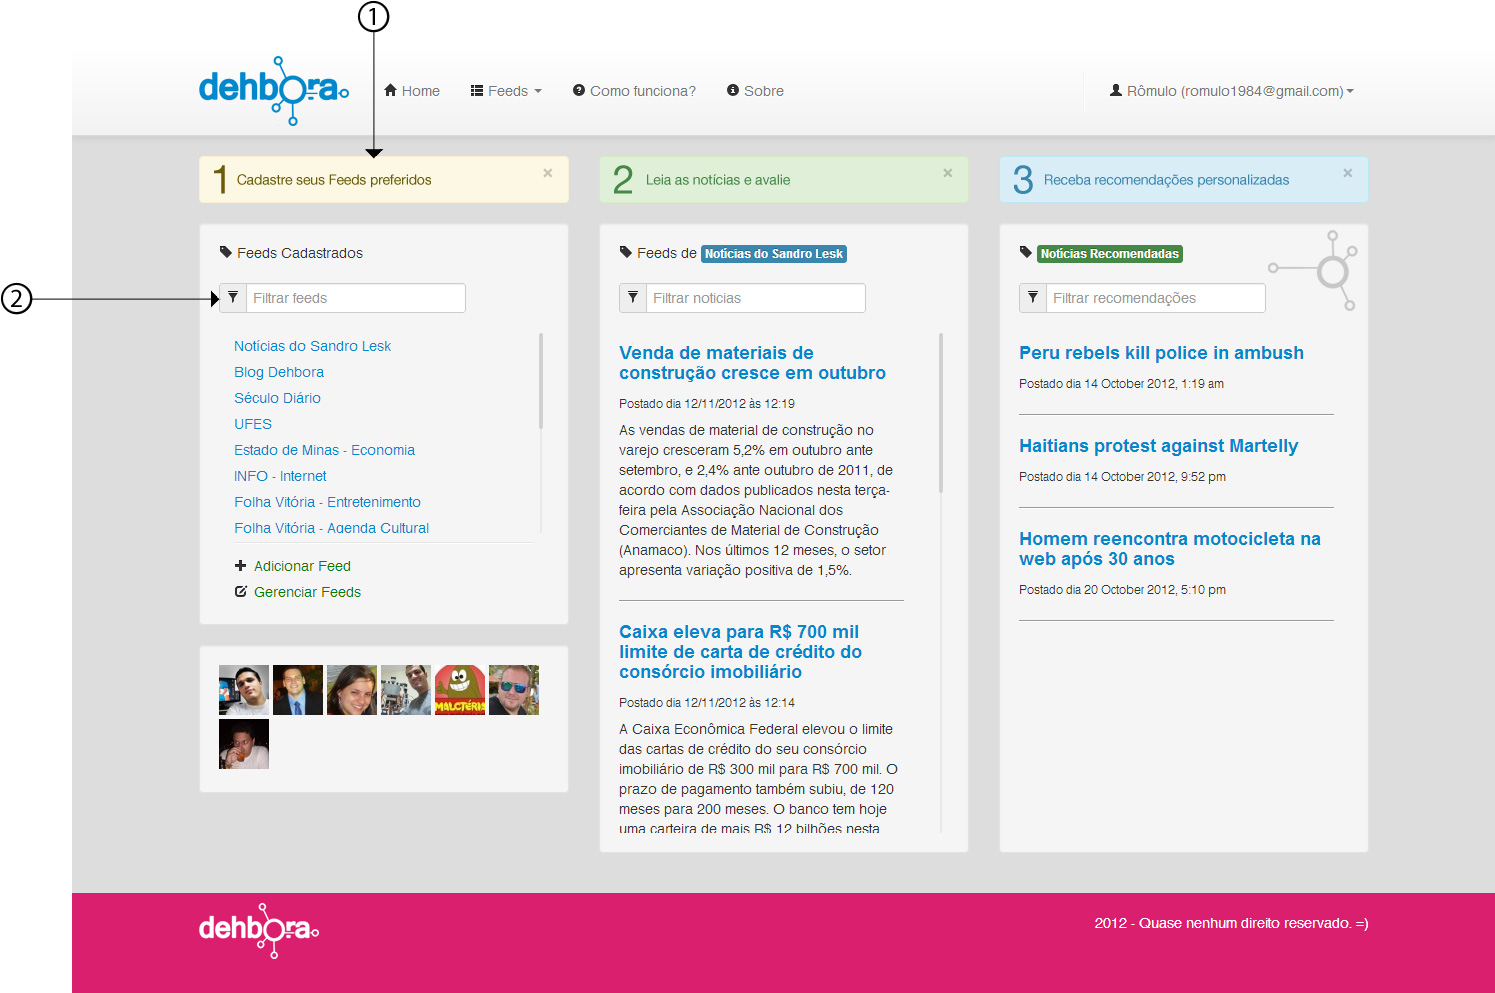 1
dehbora
Home
Feeds
Como funciona?
Sobre
Rômulo (romulo1984@gmail.com)
1 Cadastre seus Feeds preferidos ×
2 Leia as notícias e avalie ×
3 Receba recomendações personalizadas ×
Feeds Cadastrados
2
Filtrar feeds
Notícias do Sandro Lesk
Blog Dehbora
Século Diário
UFES
Estado de Minas - Economia
INFO - Internet
Folha Vitória - Entretenimento
Folha Vitória - Agenda Cultural
Adicionar Feed
Gerenciar Feeds
MALCTÉRIA
Feeds de Notícias do Sandro Lesk
Filtrar noticias
Venda de materiais de
construção cresce em outubro
Postado dia 12/11/2012 às 12:19
As vendas de material de construção no
varejo cresceram 5,2% em outubro ante
setembro, e 2,4% ante outubro de 2011, de
acordo com dados publicados nesta terça-
feira pela Associação Nacional dos
Comerciantes de Material de Construção
(Anamaco). Nos últimos 12 meses, o setor
apresenta variação positiva de 1,5%.
Caixa eleva para R$ 700 mil
limite de carta de crédito do
consórcio imobiliário
Postado dia 12/11/2012 às 12:14
A Caixa Econômica Federal elevou o limite
das cartas de crédito do seu consórcio
imobiliário de R$ 300 mil para R$ 700 mil. O
prazo de pagamento também subiu, de 120
meses para 200 meses. O banco tem hoje
uma carteira de mais R$ 12 bilhões nesta
Notícias Recomendadas
Filtrar recomendações
Peru rebels kill police in ambush
Postado dia 14 October 2012, 1:19 am
Haitians protest against Martelly
Postado dia 14 October 2012, 9:52 pm
Homem reencontra motocicleta na
web após 30 anos
Postado dia 20 October 2012, 5:10 pm
dehbora
2012 - Quase nenhum direito reservado. =)